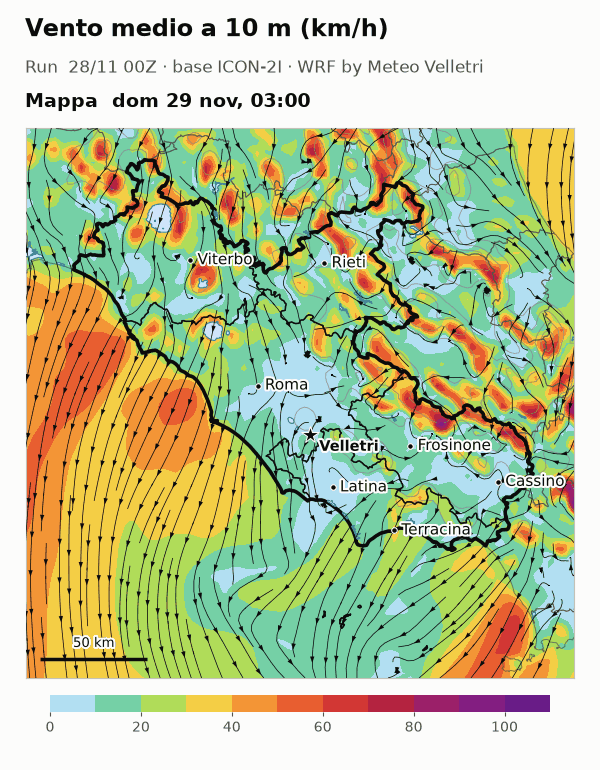 Vento medio a 10 m (km/h)
Run 28/11 00Z · base ICON-2I · WRF by Meteo Velletri
Mappa dom 29 nov, 03:00
Viterbo
Rieti
Roma
Velletri
Frosinone
Latina
Cassino
Terracina
50 km
0 20 40 60 80 100